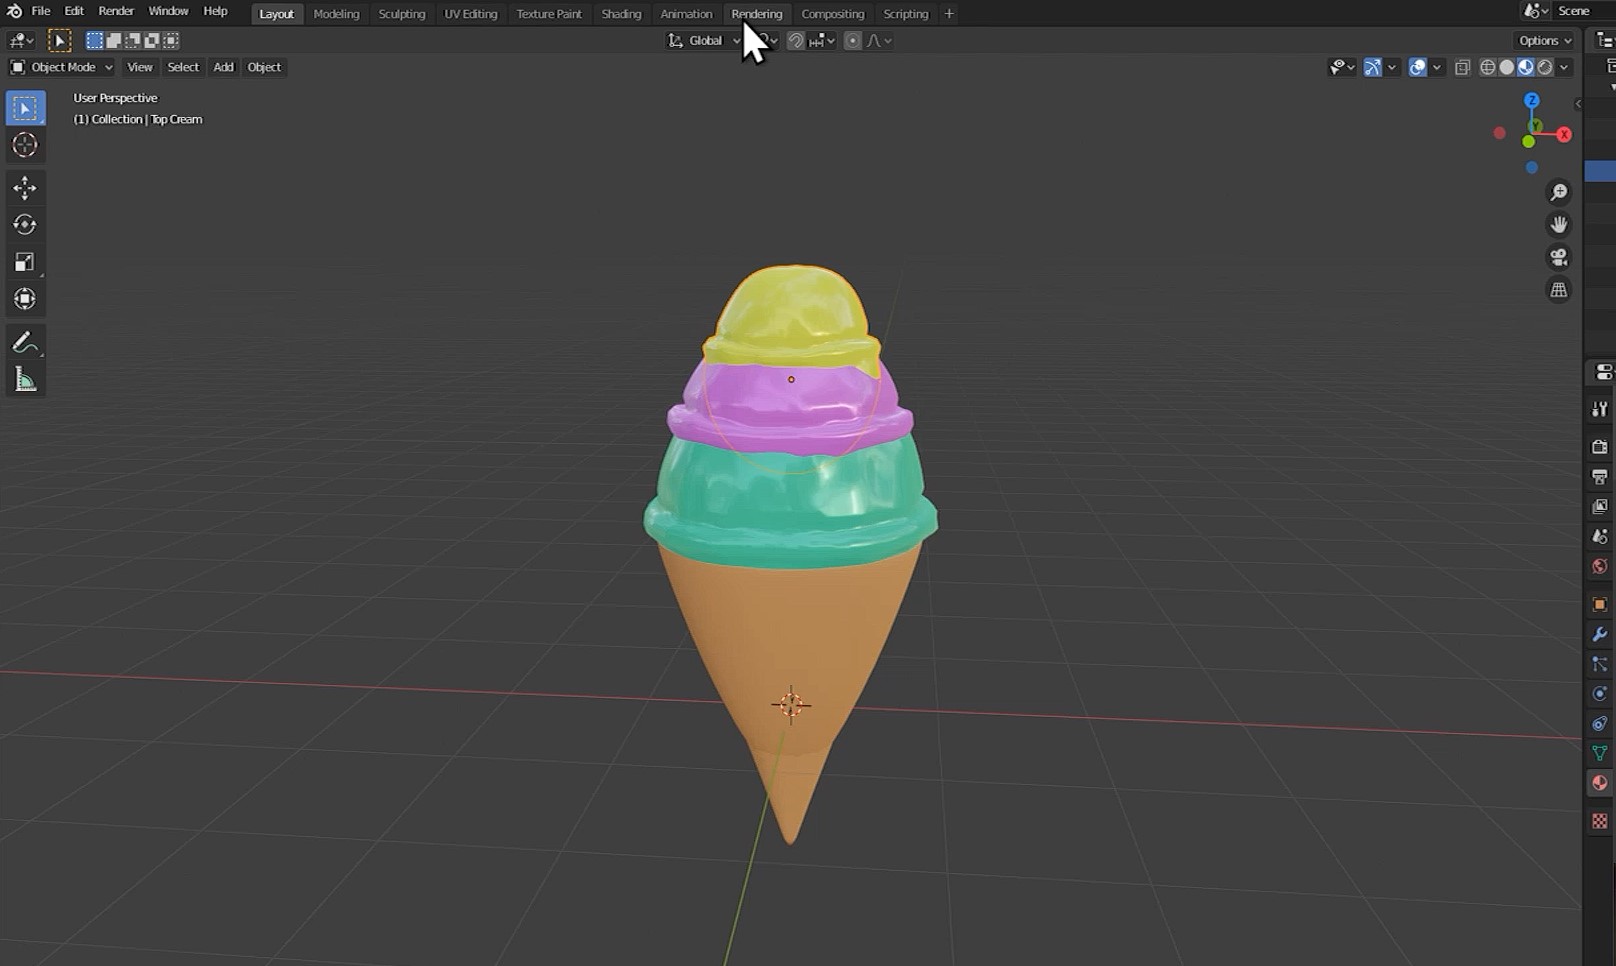 File Edit Render Window Help Layout Modeling Sculpting UV Editing Texture Paint Shading Animation Rendering Compositing Scripting + Scene
Global Options
Object Mode View Select Add Object
User Perspective
(1) Collection | Top Cream
Z
Y
X